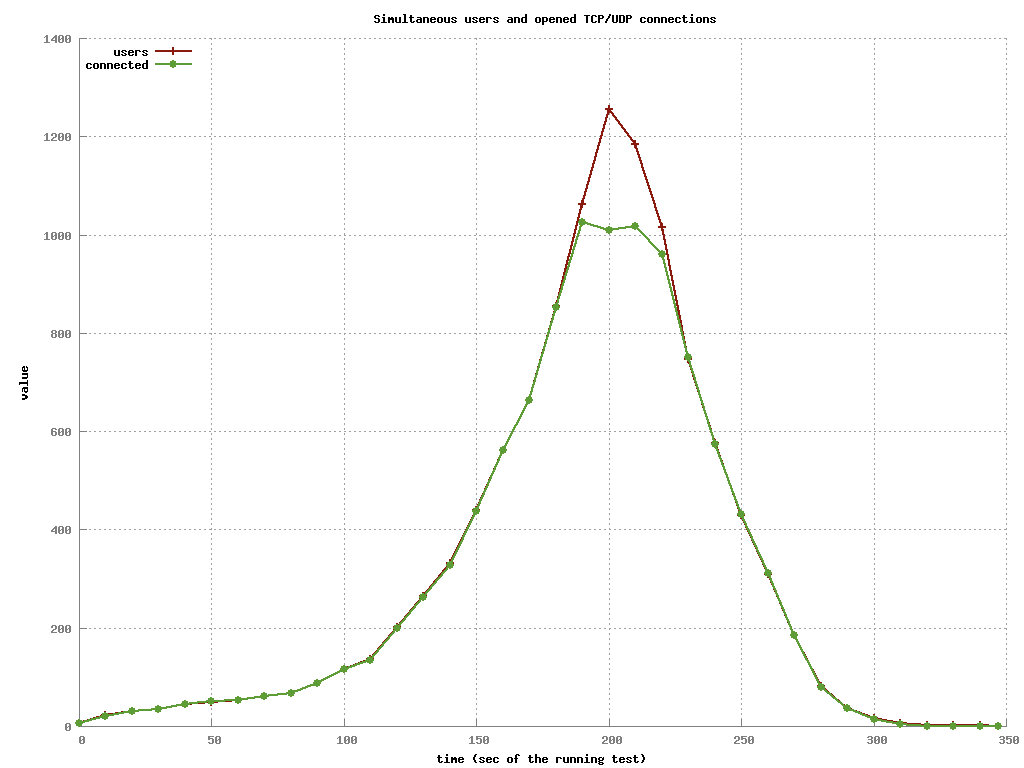 Simultaneous users and opened TCP/UDP connections
1400
users
connected
1200
1000
800
value
600
400
200
0
0 50 100 150 200 250 300 350
time (sec of the running test)